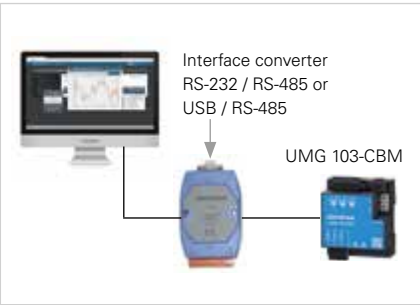 Interface converter
RS-232 / RS-485 or
USB / RS-485
UMG 103-CBM